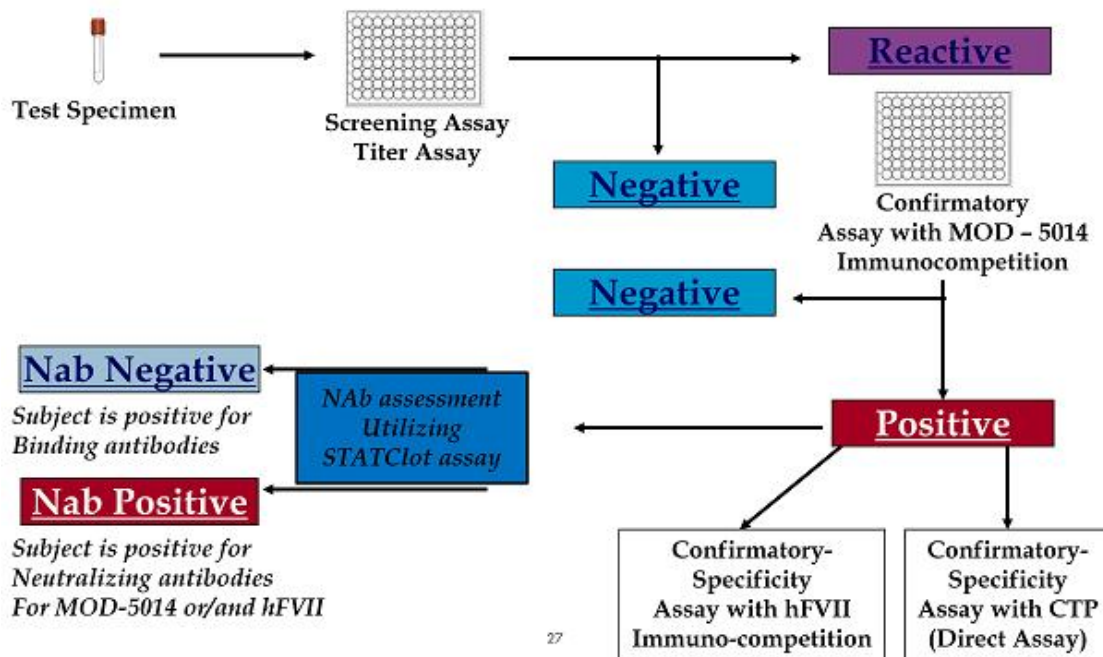 Test Specimen
Screening Assay
Titer Assay
Reactive
Negative
Confirmatory
Assay with MOD – 5014
Immunocompetition
Negative
Positive
NAb assessment
Utilizing
STATClot assay
Nab Negative
Subject is positive for
Binding antibodies
Nab Positive
Subject is positive for
Neutralizing antibodies
For MOD-5014 or/and hFVII
Confirmatory-
Specificity
Assay with hFVII
Immuno-competition
Confirmatory-
Specificity
Assay with CTP
(Direct Assay)
27